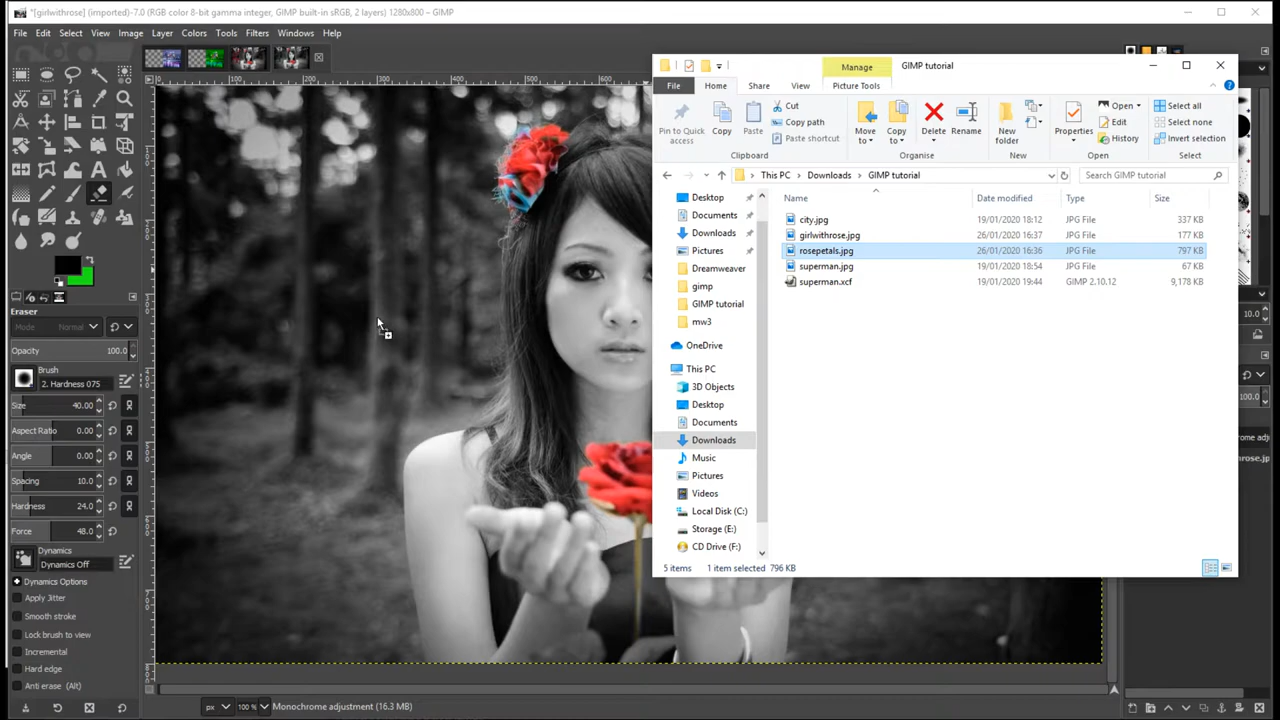 *[girlwithrose] (imported)-7.0 (RGB color 8-bit gamma integer, GIMP built-in sRGB, 2 layers) 1280x800 – GIMP
File Edit Select View Image Layer Colors Tools Filters Windows Help
100 200 300 400 500 600
Eraser
Mode Normal
Opacity 100.0
Brush
2. Hardness 075
Size 40.00
Aspect Ratio 0.00
Angle 0.00
Spacing 10.0
Hardness 24.0
Force 48.0
Dynamics
Dynamics Off
Dynamics Options
Apply Jitter
Smooth stroke
Lock brush to view
Incremental
Hard edge
Anti erase (Alt)
px 100 % Monochrome adjustment (16.3 MB)
Manage GIMP tutorial
File Home Share View Picture Tools
Pin to Quick access
Copy
Paste
Cut
Copy path
Paste shortcut
Clipboard
Move to
Copy to
Delete
Rename
Organise
New folder
New
Properties
Open
Edit
History
Open
Select all
Select none
Invert selection
Select
This PC Downloads GIMP tutorial
Search GIMP tutorial
Desktop
Documents
Downloads
Pictures
Dreamweaver
gimp
GIMP tutorial
mw3
OneDrive
This PC
3D Objects
Desktop
Documents
Downloads
Music
Pictures
Videos
Local Disk (C:)
Storage (E:)
CD Drive (F:)
Name Date modified Type Size
city.jpg 19/01/2020 18:12 JPG File 337 KB
girlwithrose.jpg 26/01/2020 16:37 JPG File 177 KB
rosepetals.jpg 26/01/2020 16:36 JPG File 797 KB
superman.jpg 19/01/2020 18:54 JPG File 67 KB
superman.xcf 19/01/2020 19:44 GIMP 2.10.12 9,178 KB
5 items 1 item selected 796 KB
10.0
100.0